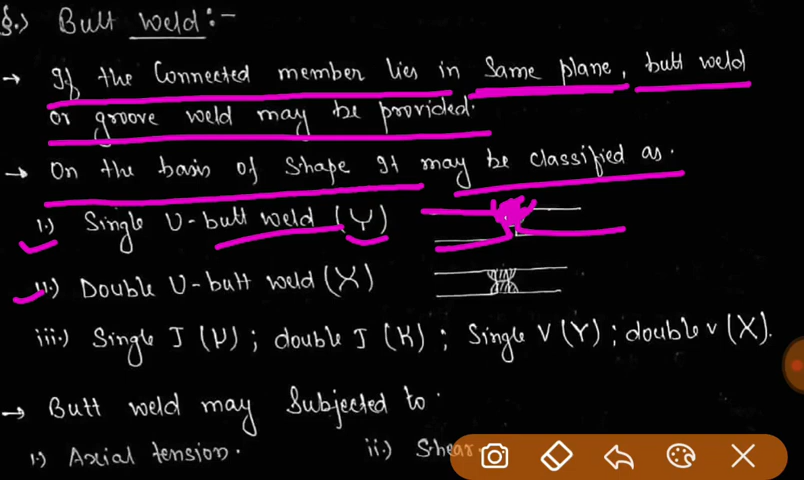 §.) Butt weld:-
→ If the Connected member lies in Same plane, butt weld
or groove weld may be provided.
→ On the basis of Shape It may be classified as.
i.) Single U-butt weld (Y)
ii.) Double U-butt weld (X)
iii.) Single J (V); double J (K); Single V (Y); double v (X).
→ Butt weld may Subjected to.
i.) Axial tension. ii.) Shear.